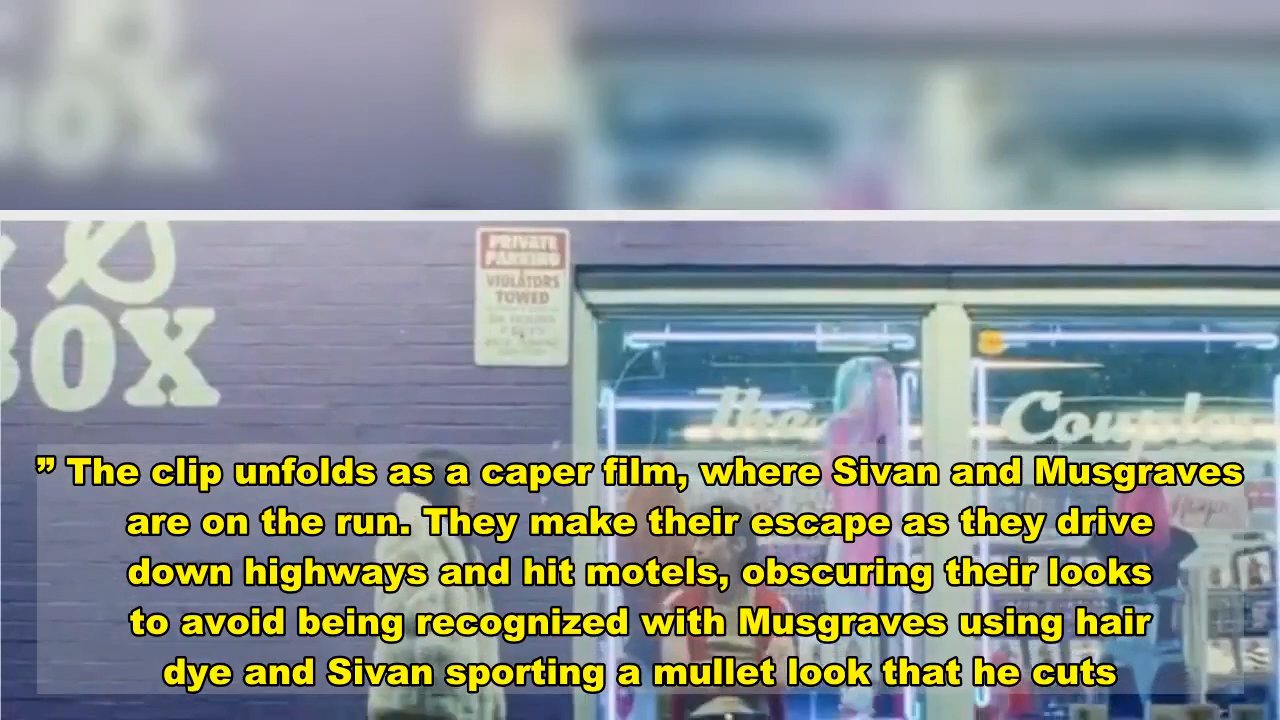 Ø
BOX
PRIVATE
PARKING
VIOLATORS
TOWED
The
” The clip unfolds as a caper film, where Sivan and Musgraves
are on the run. They make their escape as they drive
down highways and hit motels, obscuring their looks
to avoid being recognized with Musgraves using hair
dye and Sivan sporting a mullet look that he cuts